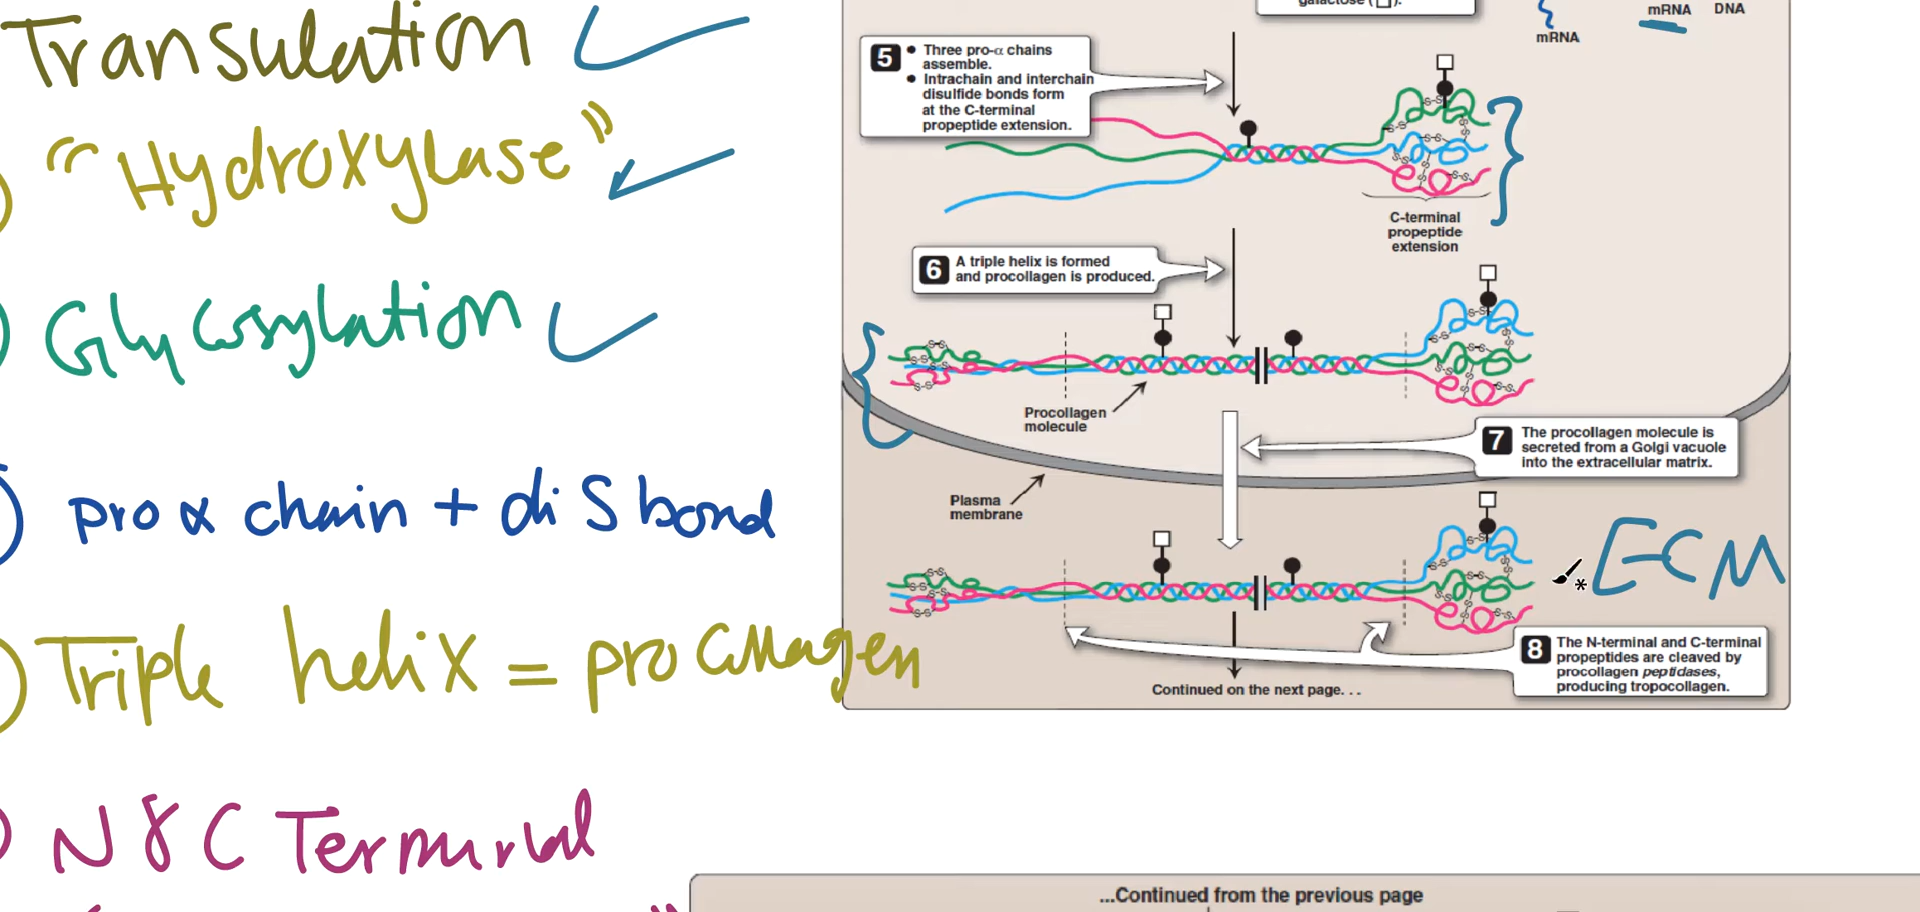 Transulation
"Hydroxylase"
Glycosylation
pro α chain + di S bond
Triple helix = procollagen
N & C Terminal
galactose (□).
mRNA
mRNA DNA
5 • Three pro-α chains
assemble.
• Intrachain and interchain
disulfide bonds form
at the C-terminal
propeptide extension.
C-terminal
propeptide
extension
6 A triple helix is formed
and procollagen is produced.
Procollagen
molecule
7 The procollagen molecule is
secreted from a Golgi vacuole
into the extracellular matrix.
Plasma
membrane
ECM
8 The N-terminal and C-terminal
propeptides are cleaved by
procollagen peptidases,
producing tropocollagen.
Continued on the next page. . .
...Continued from the previous page